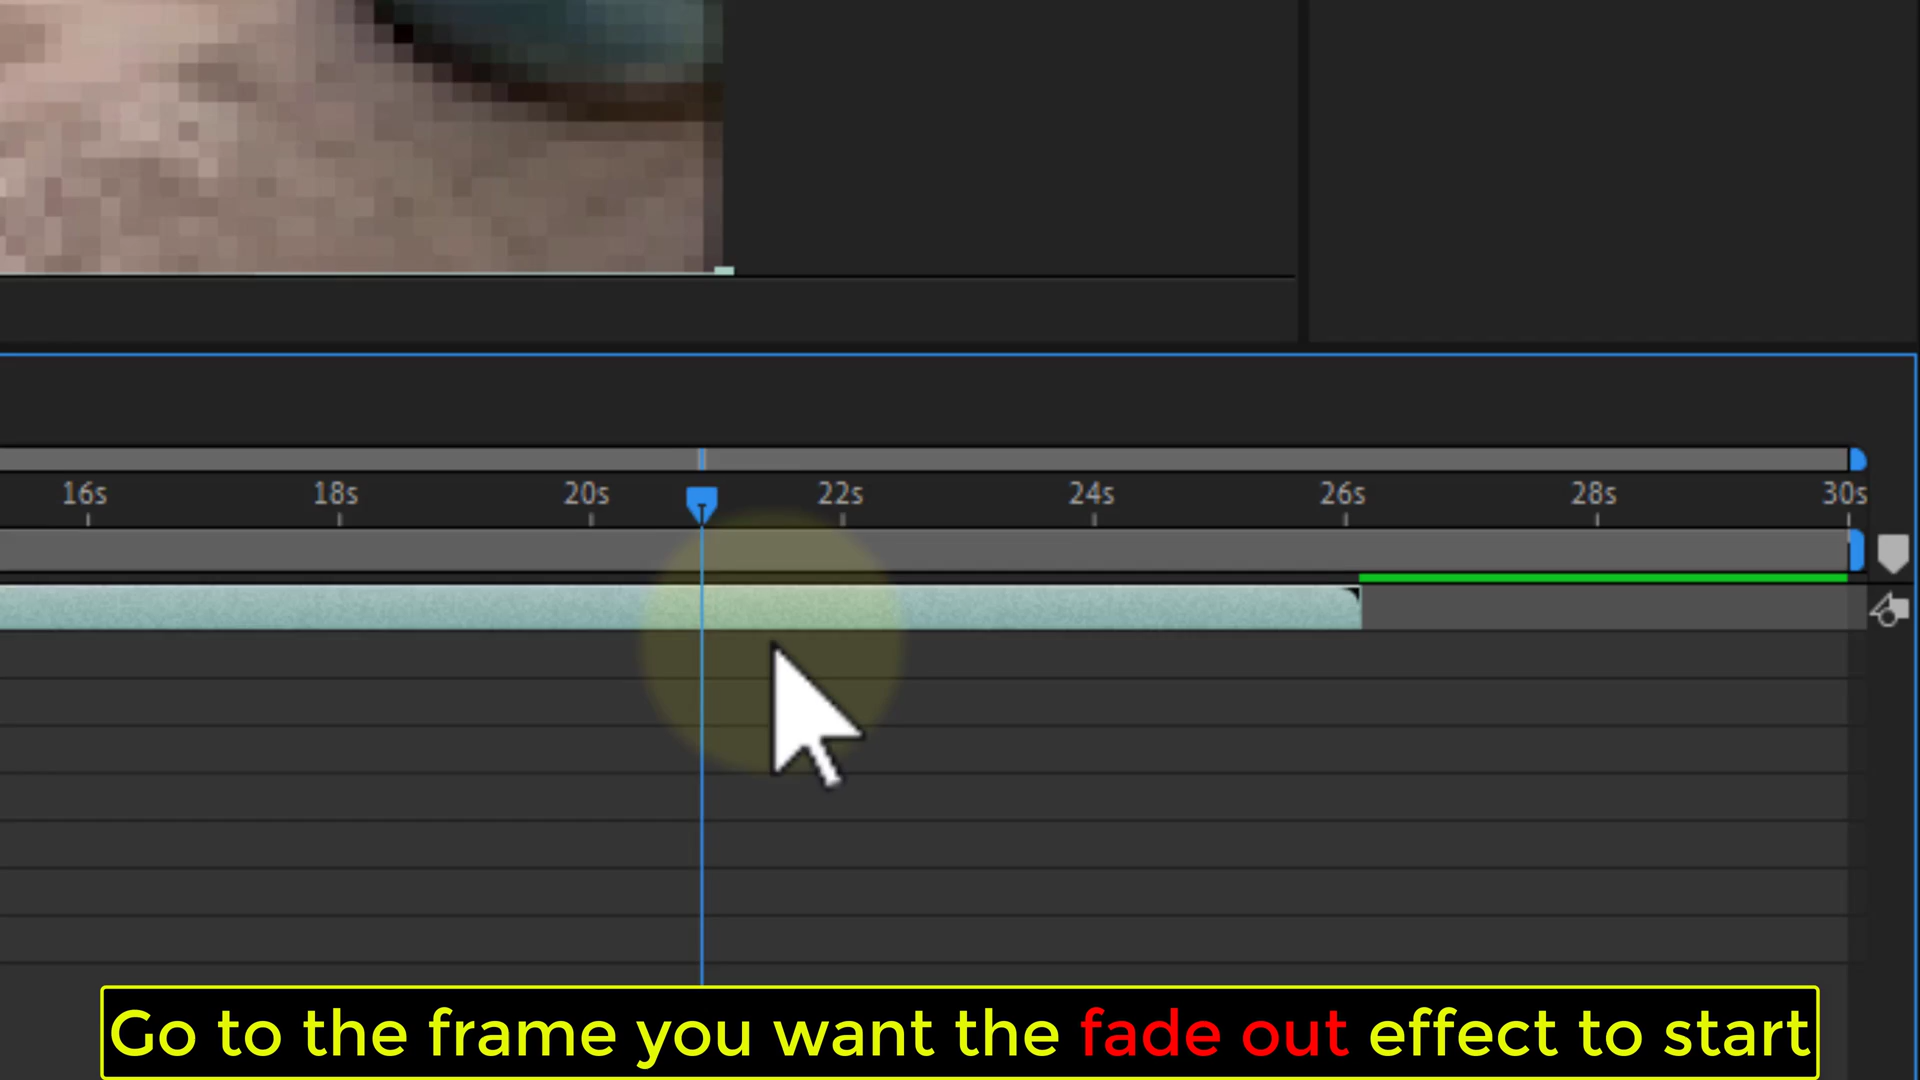 16s 18s 20s 22s 24s 26s 28s 30s
Go to the frame you want the fade out effect to start